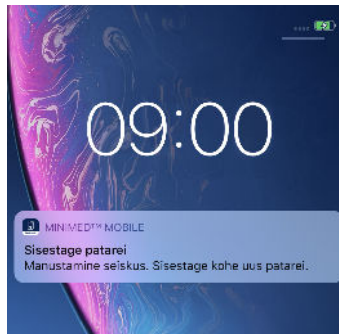 09:00
MINIMED™ MOBILE
Sisestage patarei
Manustamine seiskus. Sisestage kohe uus patarei.